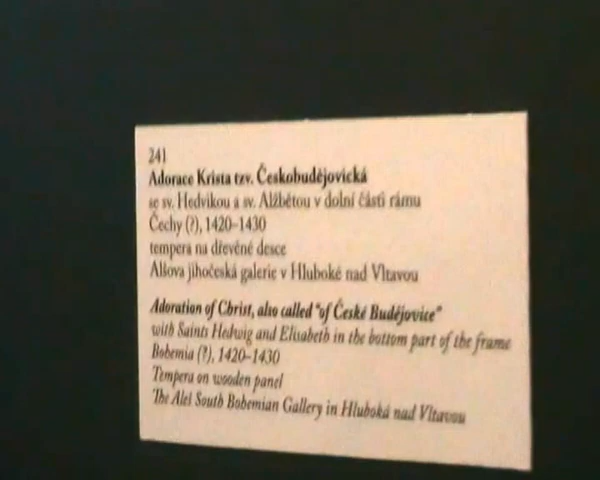 241
Adorace Krista tzv. Českobudějovická
se sv. Hedvikou a sv. Alžbětou v dolní části rámu
Čechy (?), 1420–1430
tempera na dřevěné desce
Alšova jihočeská galerie v Hluboké nad Vltavou
Adoration of Christ, also called "of České Budějovice"
with Saints Hedwig and Elisabeth in the bottom part of the frame
Bohemia (?), 1420–1430
Tempera on wooden panel
The Aleš South Bohemian Gallery in Hluboká nad Vltavou